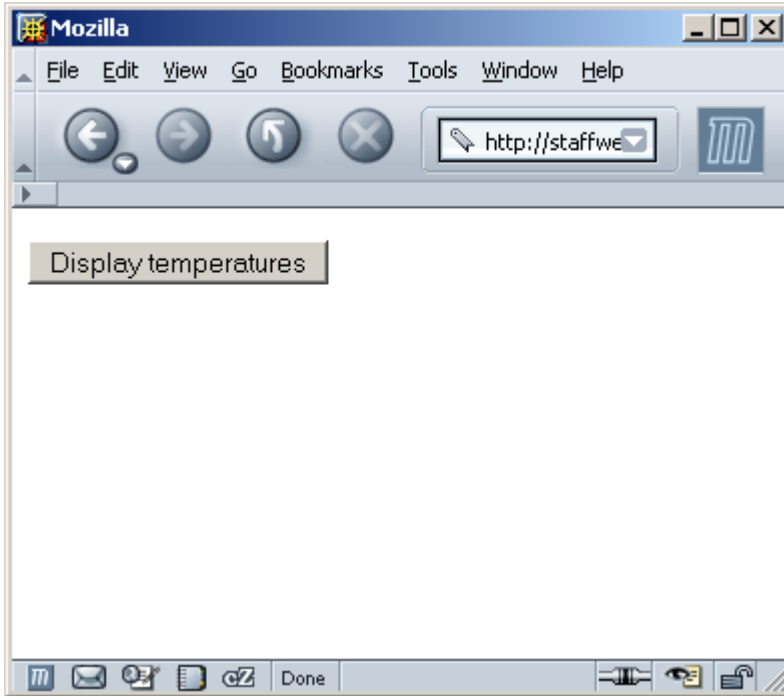 Mozilla
File Edit View Go Bookmarks Tools Window Help
http://staffwe
Display temperatures
Done